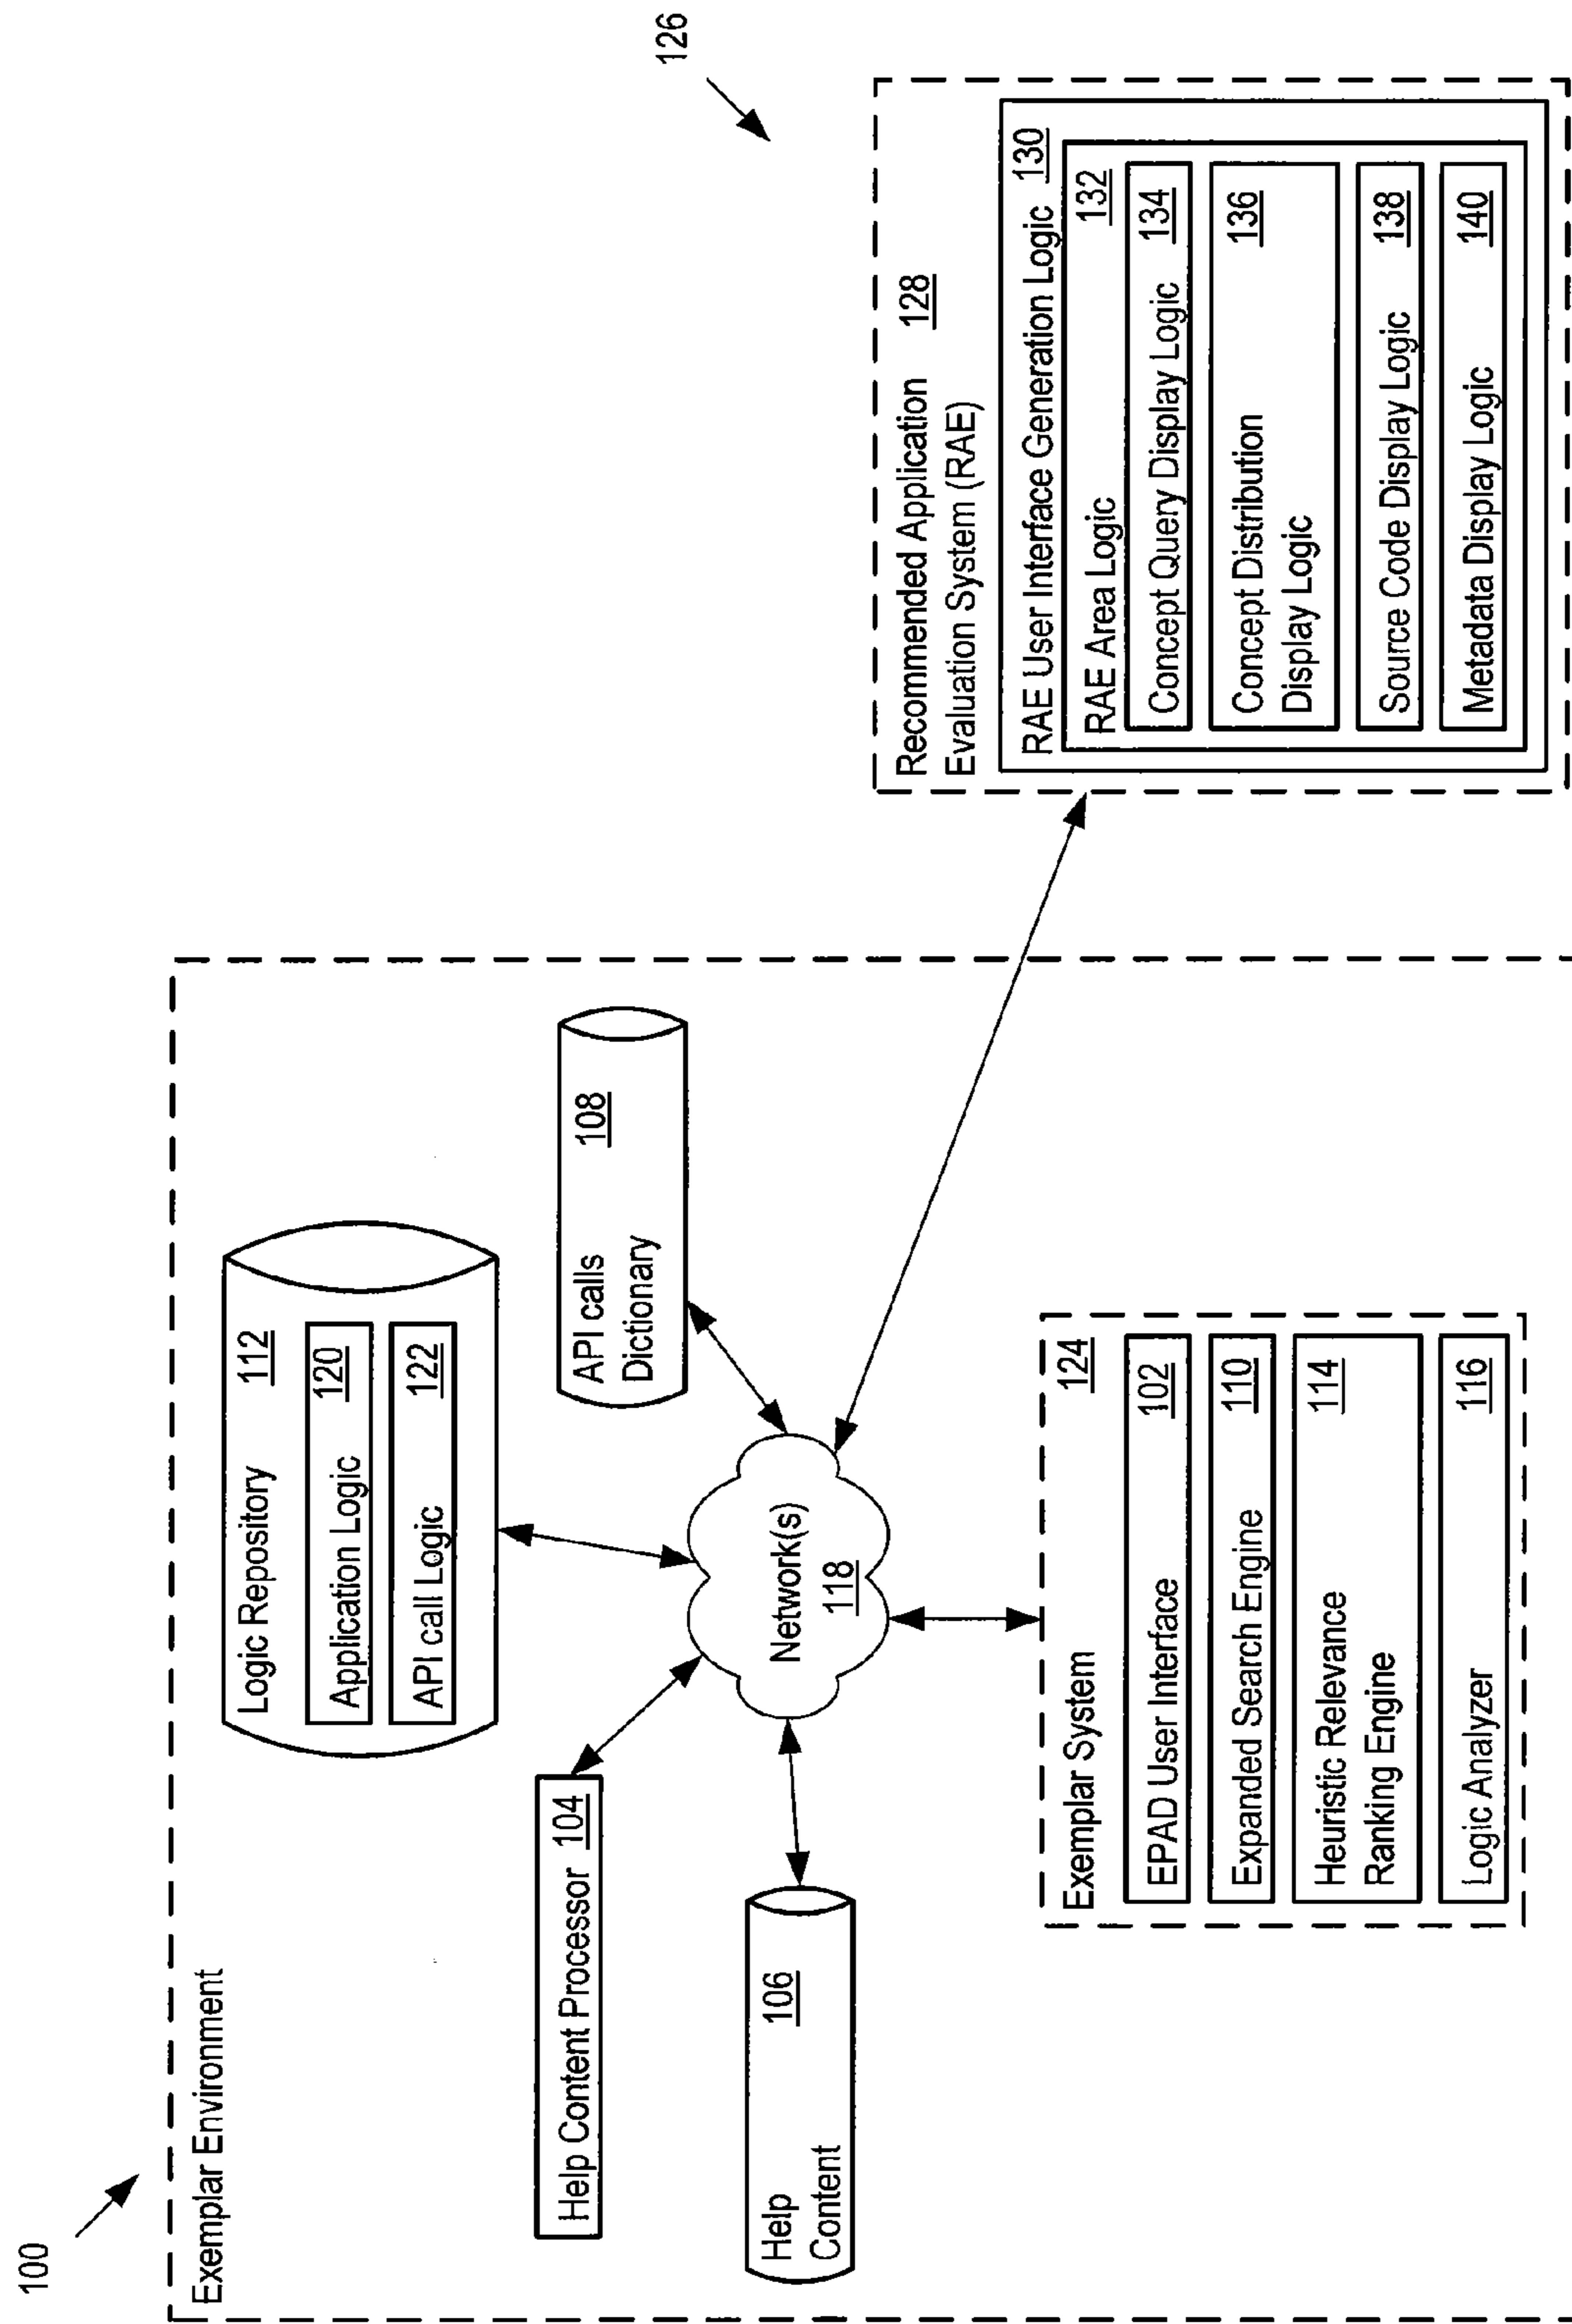 100
Exemplar Environment
Logic Repository 112
Application Logic 120
API call Logic 122
Help Content Processor 104
API calls 108
Dictionary
Help 106
Content
Network(s)
118
Exemplar System 124
EPAD User Interface 102
Expanded Search Engine 110
Heuristic Relevance 114
Ranking Engine
Logic Analyzer 116
126
Recommended Application 128
Evaluation System (RAE)
RAE User Interface Generation Logic 130
RAE Area Logic 132
Concept Query Display Logic 134
Concept Distribution 136
Display Logic
Source Code Display Logic 138
Metadata Display Logic 140